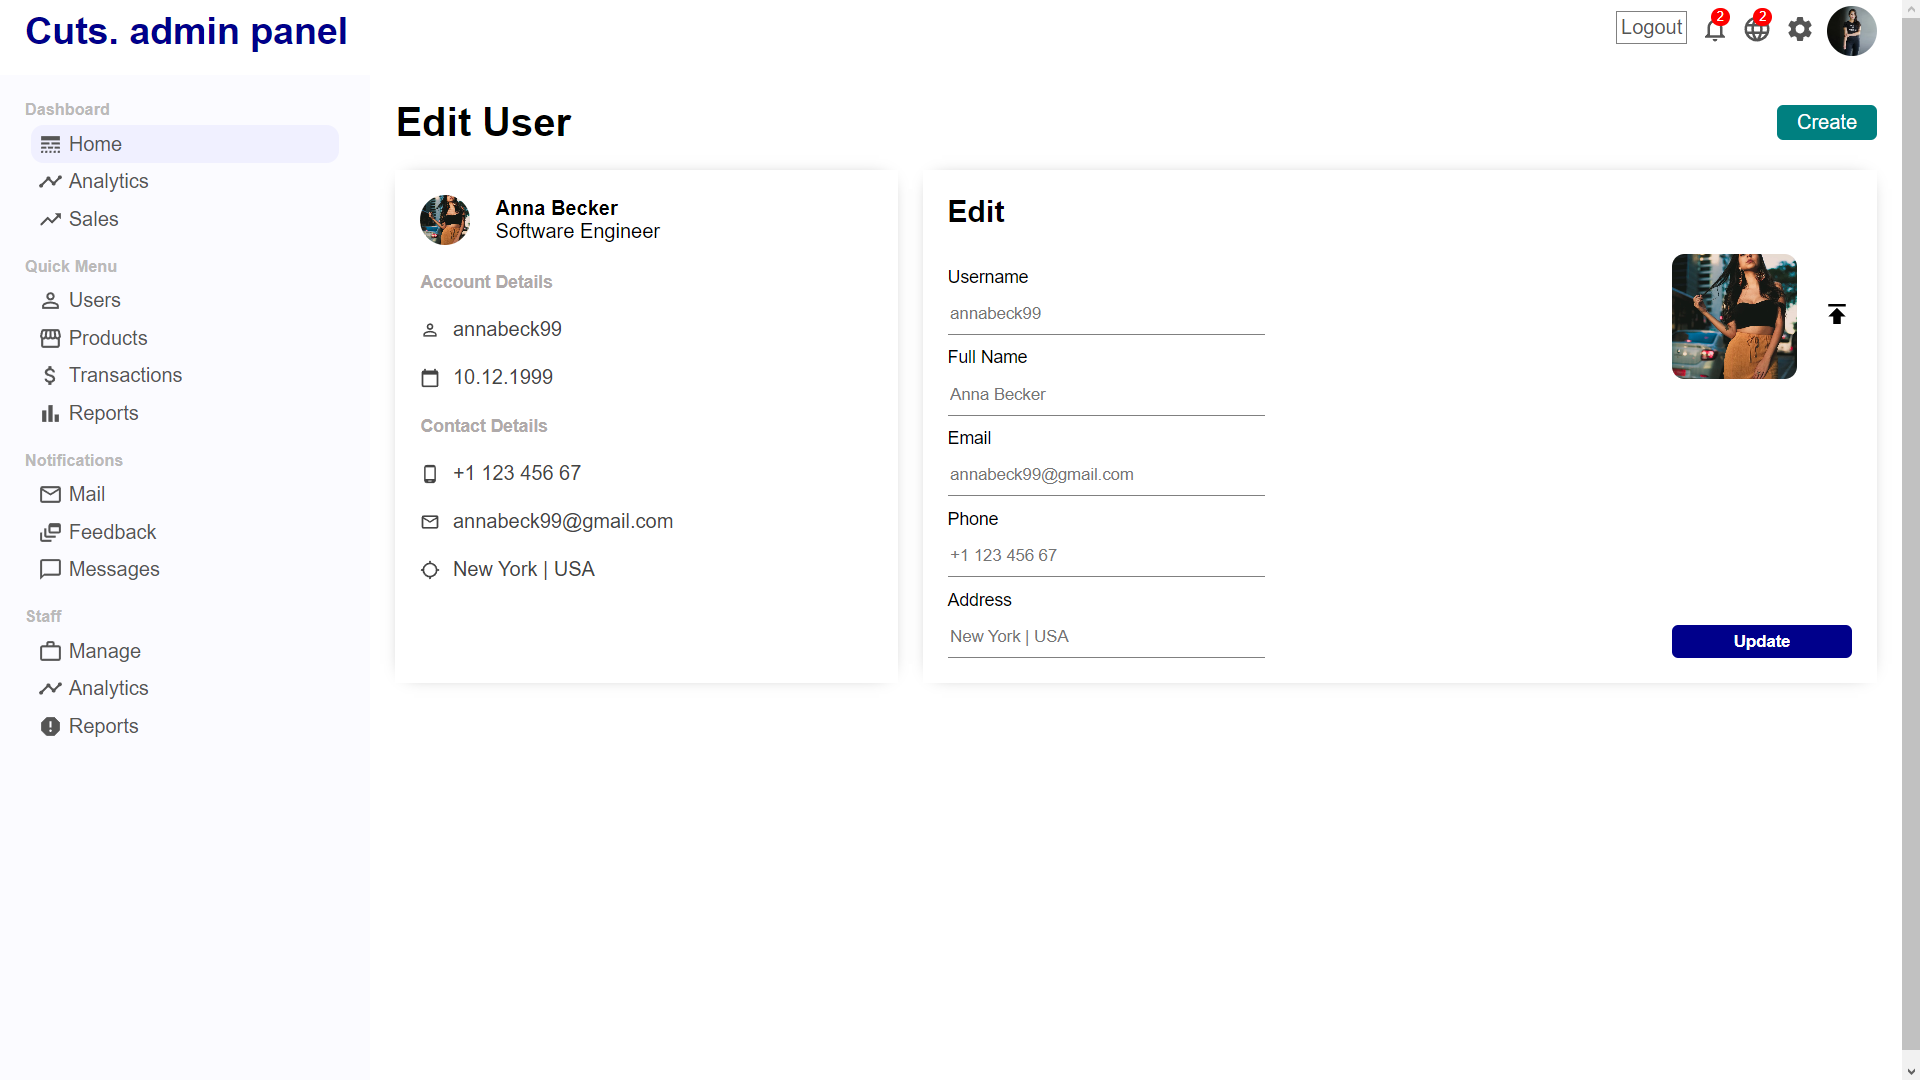 Cuts. admin panel
Logout
2
2
Dashboard
Home
Analytics
Sales
Quick Menu
Users
Products
Transactions
Reports
Notifications
Mail
Feedback
Messages
Staff
Manage
Analytics
Reports
Edit User
Create
Anna Becker
Software Engineer
Account Details
annabeck99
10.12.1999
Contact Details
+1 123 456 67
annabeck99@gmail.com
New York | USA
Edit
Username
annabeck99
Full Name
Anna Becker
Email
annabeck99@gmail.com
Phone
+1 123 456 67
Address
New York | USA
Update